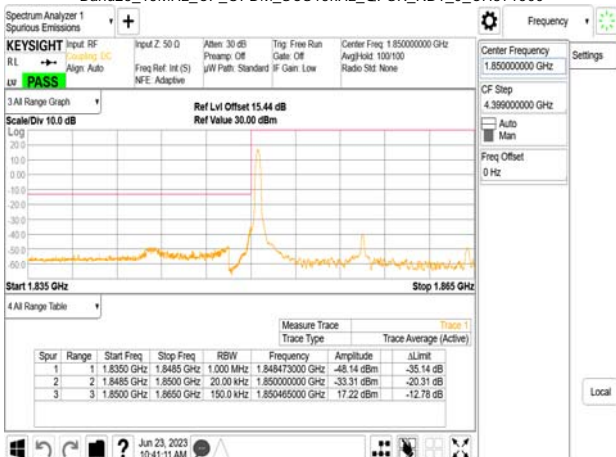 Spectrum Analyzer 1
Spurious Emissions
Frequency
KEYSIGHT
RL
PASS
Input: RF
Coupling: DC
Align: Auto
Input Z: 50 Ω
Freq Ref: Int (S)
NFE: Adaptive
Atten: 30 dB
Preamp: Off
µW Path: Standard
Trig: Free Run
Gate: Off
IF Gain: Low
Center Freq: 1.850000000 GHz
Avg|Hold: 100/100
Radio Std: None
Center Frequency
1.850000000 GHz
Settings
CF Step
4.399000000 GHz
Auto
Man
Freq Offset
0 Hz
Local
3 All Range Graph
Scale/Div 10.0 dB
Ref Lvl Offset 15.44 dB
Ref Value 30.00 dBm
Log
20.0
10.0
0.00
-10.0
-20.0
-30.0
-40.0
-50.0
-60.0
Start 1.835 GHz
Stop 1.865 GHz
4 All Range Table
Measure Trace Trace 1
Trace Type Trace Average (Active)
Spur Range Start Freq Stop Freq RBW Frequency Amplitude ΔLimit
1 1 1.8350 GHz 1.8485 GHz 1.000 MHz 1.848473000 GHz -48.14 dBm -35.14 dB
2 2 1.8485 GHz 1.8500 GHz 20.00 kHz 1.850000000 GHz -33.31 dBm -20.31 dB
3 3 1.8500 GHz 1.8650 GHz 150.0 kHz 1.850465000 GHz 17.22 dBm -12.78 dB
Jun 23, 2023
10:41:11 AM